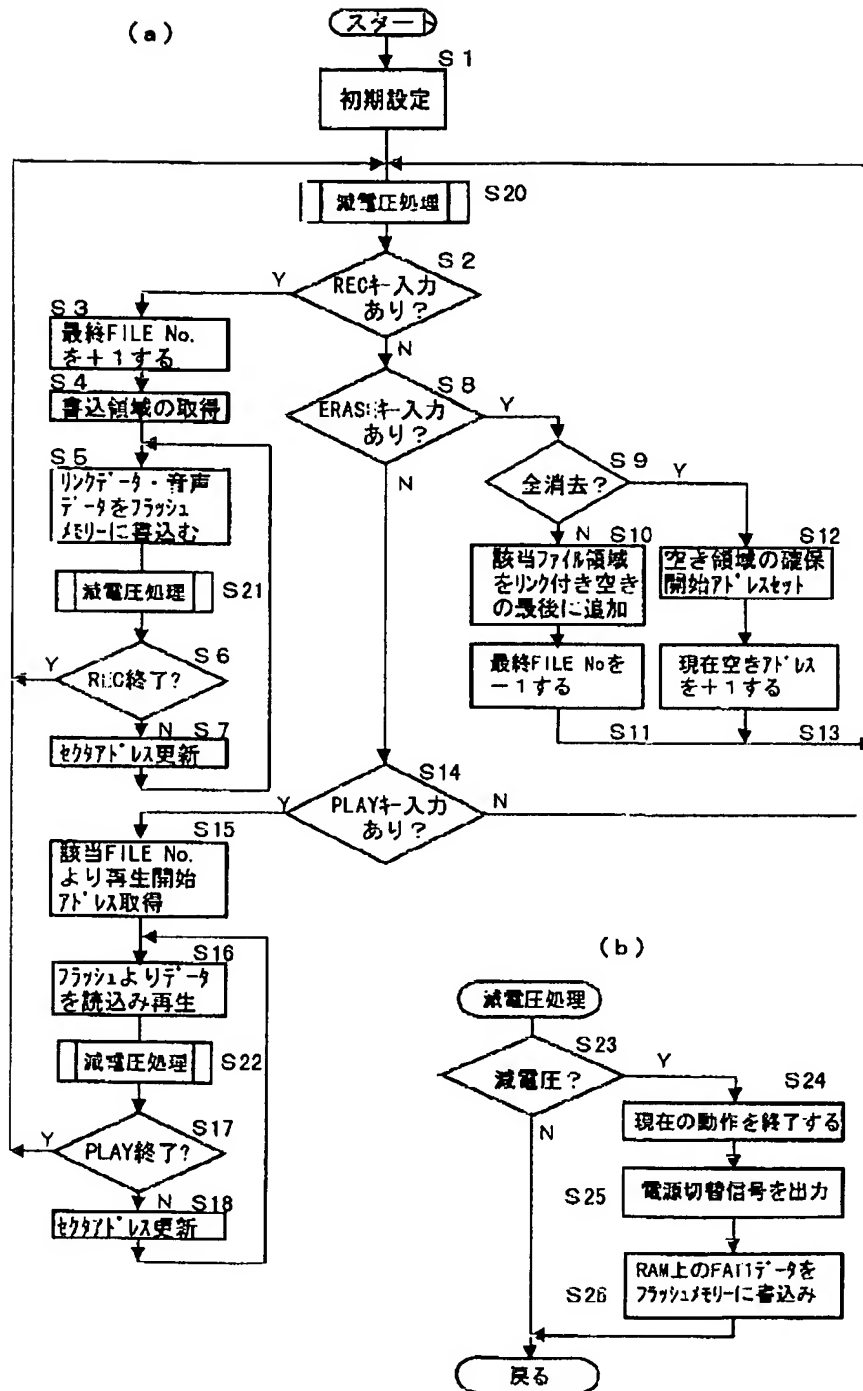 (a)
スタート
S1
初期設定
減電圧処理
S20
S2
Y
RECキー入力
あり?
N
S3
最終FILE No.
を+1する
S4
書込領域の取得
S5
リンクデータ・音声
データをフラッシュ
メモリーに書込む
減電圧処理
S21
S6
Y
REC終了?
N
S7
セクタアドレス更新
S8
ERASEキー入力
あり?
Y
N
S9
全消去?
Y
N
S10
該当ファイル領域
をリンク付き空き
の最後に追加
最終FILE Noを
-1する
S11
S12
空き領域の確保
開始アドレスセット
現在空きアドレス
を+1する
S13
S14
Y
PLAYキー入力
あり?
N
S15
該当FILE No.
より再生開始
アドレス取得
S16
フラッシュよりデータ
を読込み再生
減電圧処理
S22
S17
Y
PLAY終了?
N
S18
セクタアドレス更新
(b)
減電圧処理
S23
減電圧?
Y
N
S24
現在の動作を終了する
S25
電源切替信号を出力
S26
RAM上のFAT1データを
フラッシュメモリーに書込み
戻る